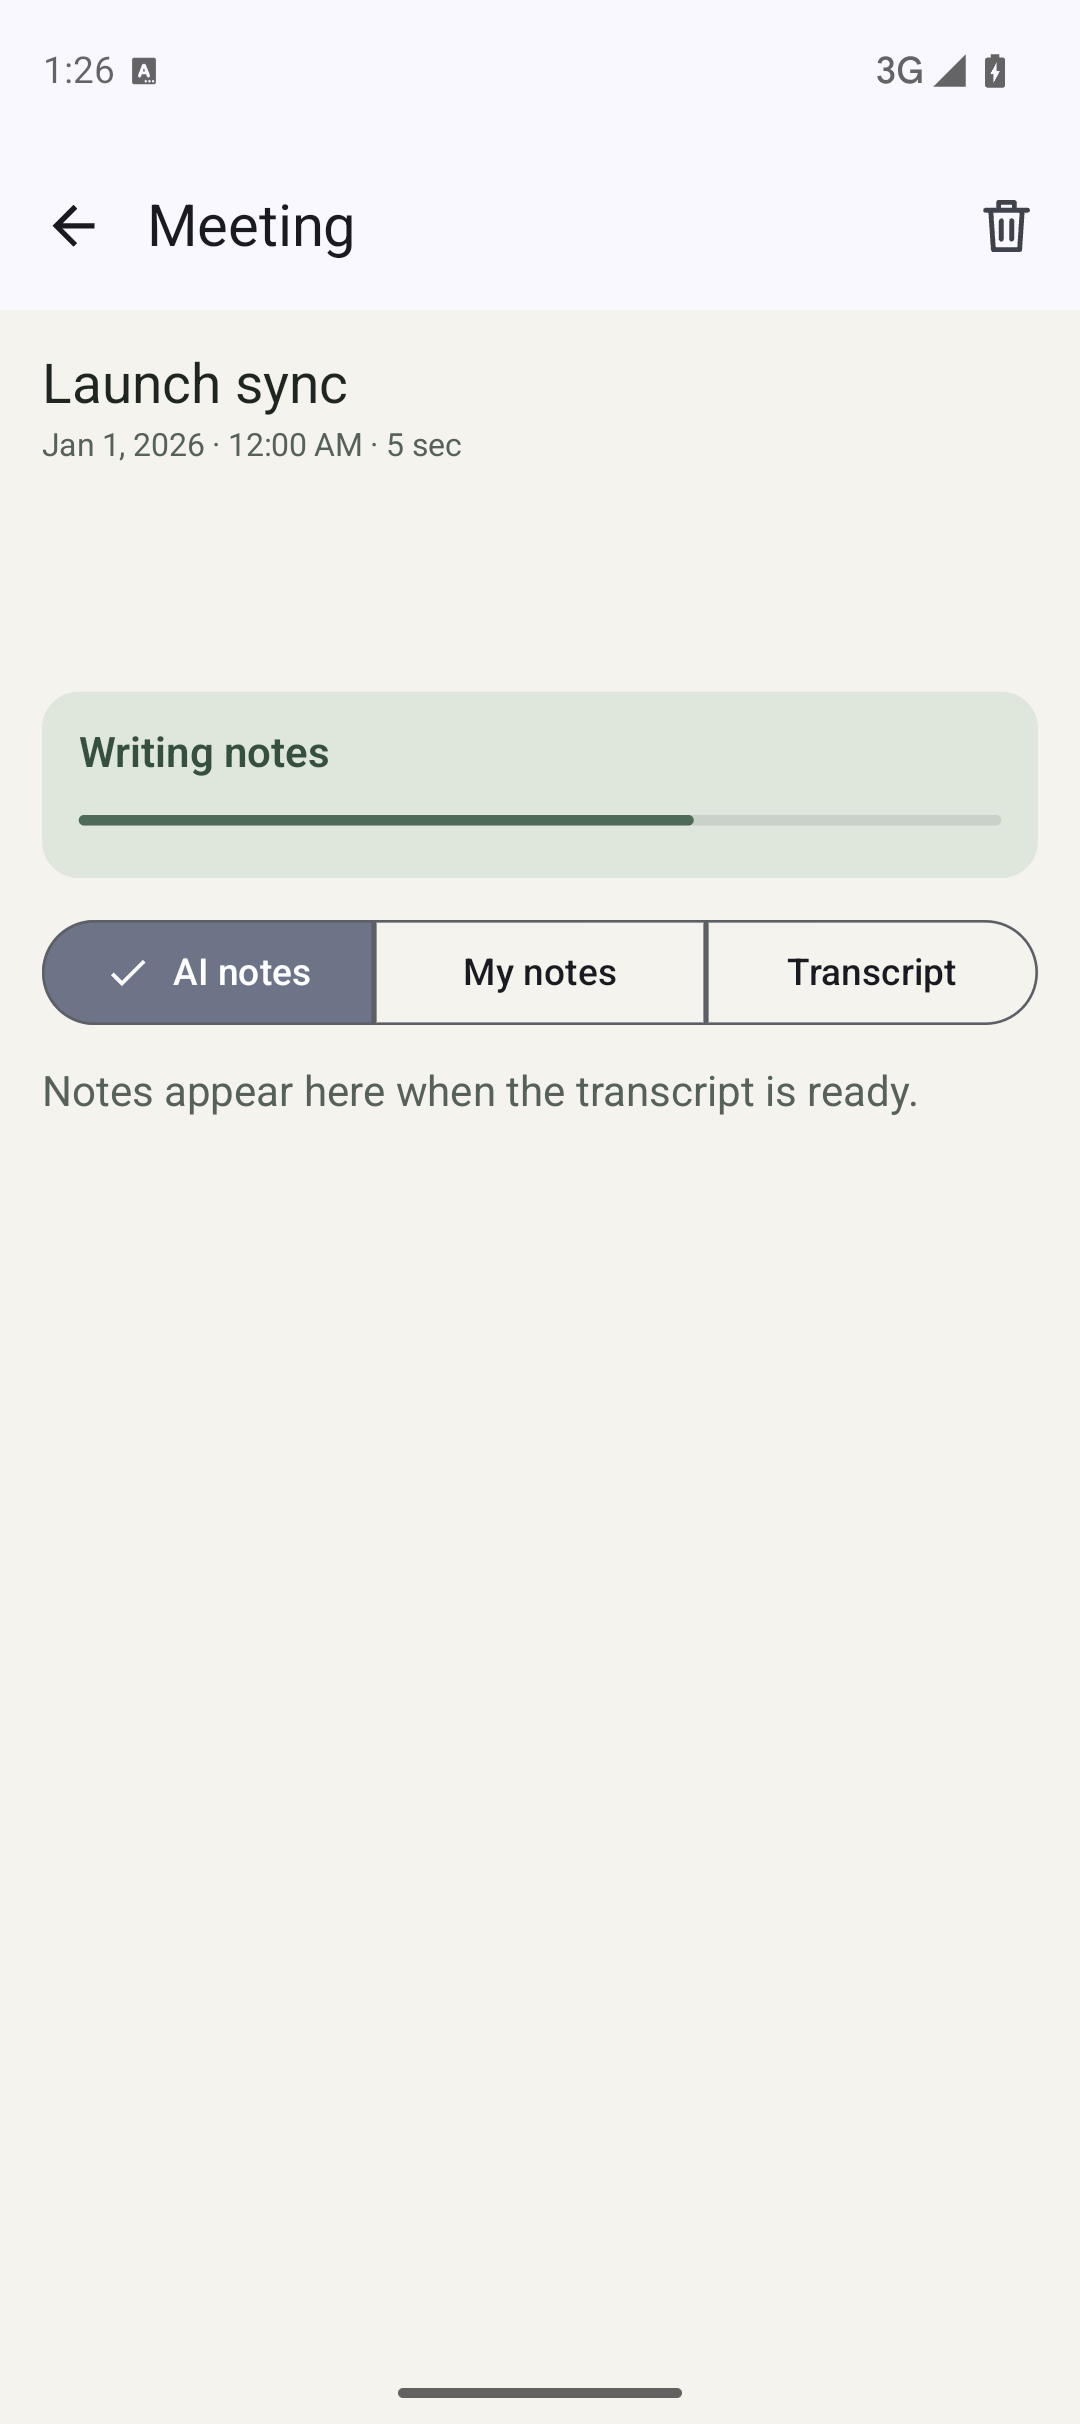 1:26
3G
Meeting
Launch sync
Jan 1, 2026 · 12:00 AM · 5 sec
Writing notes
AI notes
My notes
Transcript
Notes appear here when the transcript is ready.